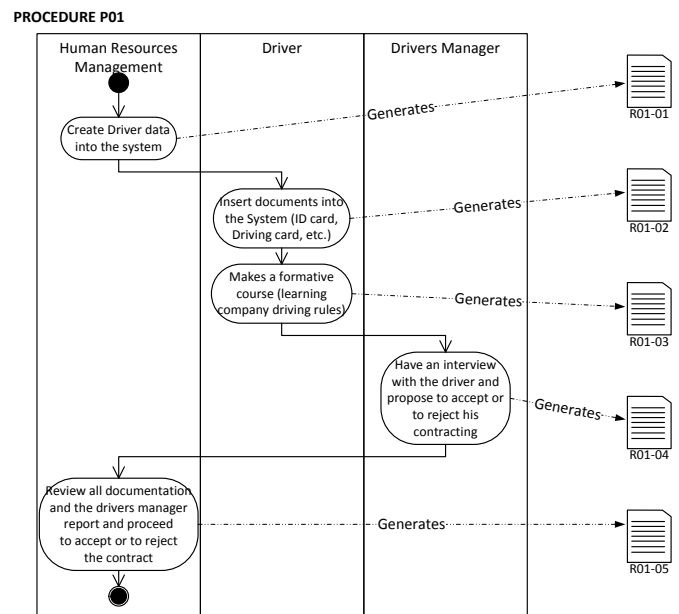 PROCEDURE P01
Human Resources
Management
Driver
Drivers Manager
Generates
R01-01
Create Driver data
into the system
Insert documents into
the System (ID card,
Driving card, etc.)
Generates
R01-02
Makes a formative
course (learning
company driving rules)
Generates
R01-03
Have an interview
with the driver and
propose to accept or
to reject his
contracting
Generates
R01-04
Review all documentation
and the drivers manager
report and proceed
to accept or to reject
the contract
Generates
R01-05